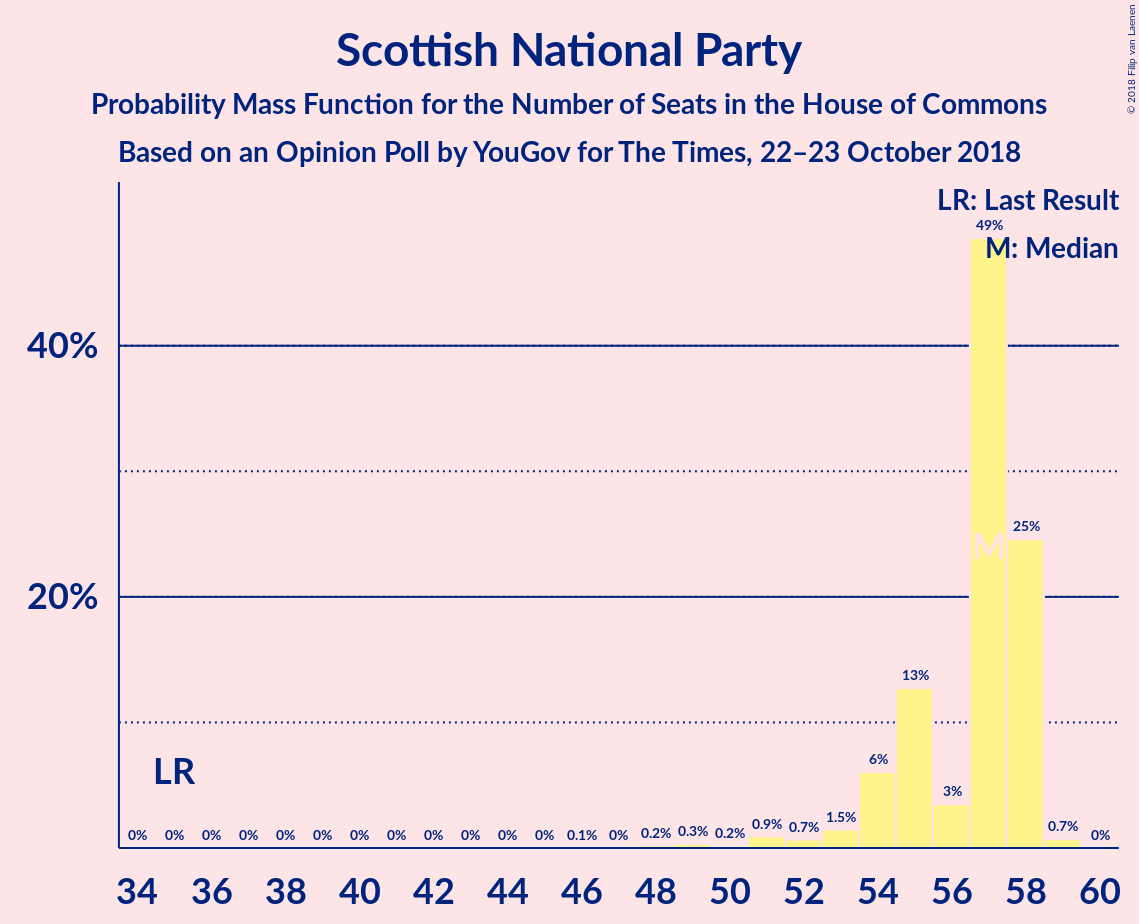 Scottish National Party
Probability Mass Function for the Number of Seats in the House of Commons
Based on an Opinion Poll by YouGov for The Times, 22–23 October 2018
© 2018 Filip van Laenen
LR: Last Result
M: Median
49%
40%
25%
M
20%
13%
6%
3%
LR
0% 0% 0% 0% 0% 0% 0% 0% 0% 0% 0% 0% 0.1% 0% 0.2% 0.3% 0.2% 0.9% 0.7% 1.5% 0.7% 0%
34 36 38 40 42 44 46 48 50 52 54 56 58 60